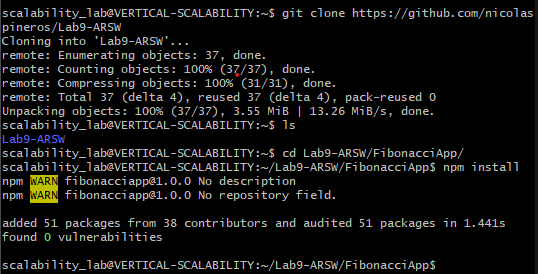 scalability_lab@VERTICAL-SCALABILITY:~$ git clone https://github.com/nicolas
pineros/Lab9-ARSW
Cloning into 'Lab9-ARSW'...
remote: Enumerating objects: 37, done.
remote: Counting objects: 100% (37/37), done.
remote: Compressing objects: 100% (31/31), done.
remote: Total 37 (delta 4), reused 37 (delta 4), pack-reused 0
Unpacking objects: 100% (37/37), 3.55 MiB | 13.26 MiB/s, done.
scalability_lab@VERTICAL-SCALABILITY:~$ ls
Lab9-ARSW
scalability_lab@VERTICAL-SCALABILITY:~$ cd Lab9-ARSW/FibonacciApp/
scalability_lab@VERTICAL-SCALABILITY:~/Lab9-ARSW/FibonacciApp$ npm install
npm WARN fibonacciapp@1.0.0 No description
npm WARN fibonacciapp@1.0.0 No repository field.
added 51 packages from 38 contributors and audited 51 packages in 1.441s
found 0 vulnerabilities
scalability_lab@VERTICAL-SCALABILITY:~/Lab9-ARSW/FibonacciApp$